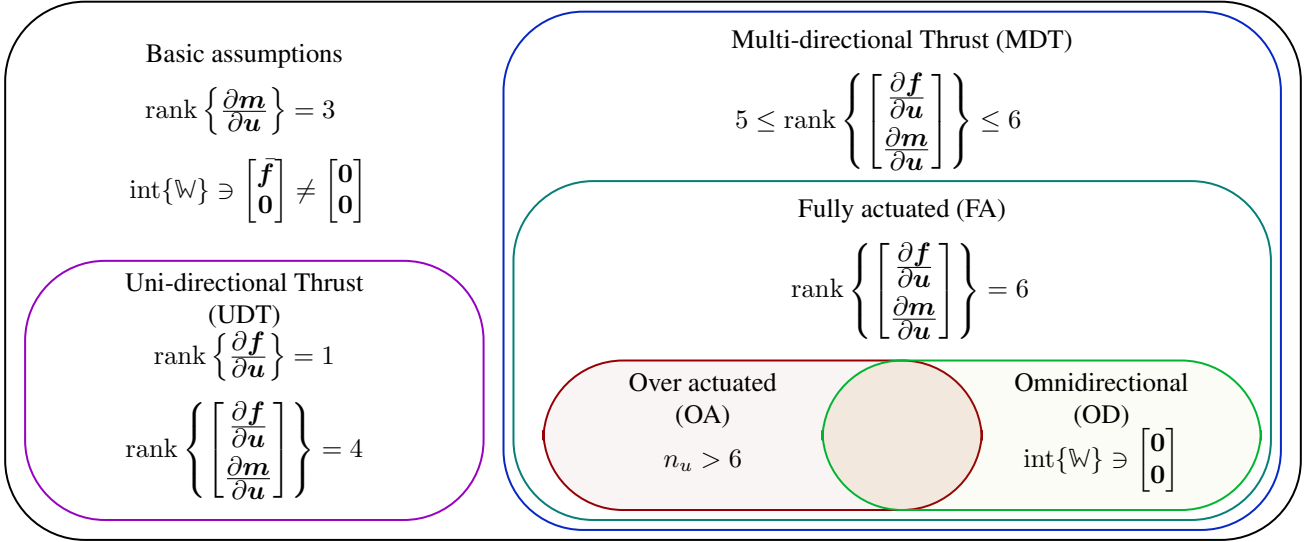 Basic assumptions
rank { ∂m/∂u } = 3
int{𝕎} ∋ [ f̄ 0 ] ≠ [ 0 0 ]
Uni-directional Thrust
(UDT)
rank { ∂f/∂u } = 1
rank { [ ∂f/∂u ∂m/∂u ] } = 4
Multi-directional Thrust (MDT)
5 ≤ rank { [ ∂f/∂u ∂m/∂u ] } ≤ 6
Fully actuated (FA)
rank { [ ∂f/∂u ∂m/∂u ] } = 6
Over actuated
(OA)
n_u > 6
Omnidirectional
(OD)
int{𝕎} ∋ [ 0 0 ]